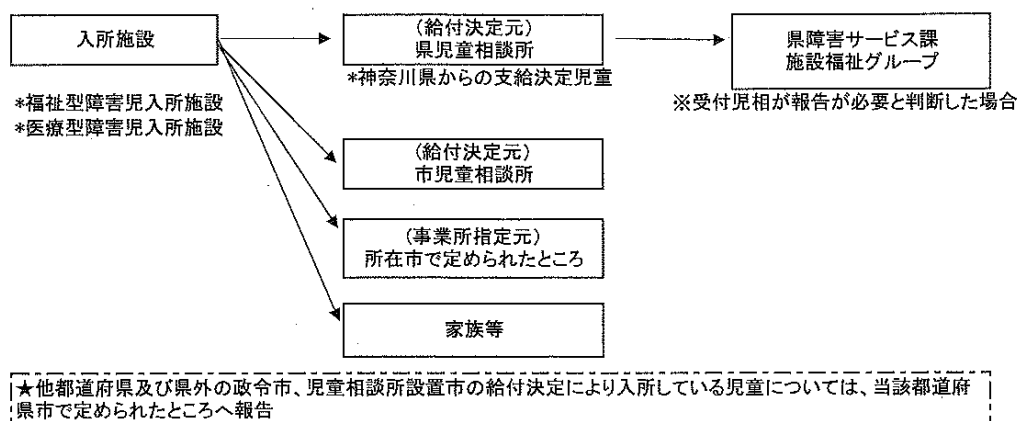 入所施設
*福祉型障害児入所施設
*医療型障害児入所施設
(給付決定元)
県児童相談所
*神奈川県からの支給決定児童
県障害サービス課
施設福祉グループ
※受付児相が報告が必要と判断した場合
(給付決定元)
市児童相談所
(事業所指定元)
所在市で定められたところ
家族等
★他都道府県及び県外の政令市、児童相談所設置市の給付決定により入所している児童については、当該都道府
県市で定められたところへ報告